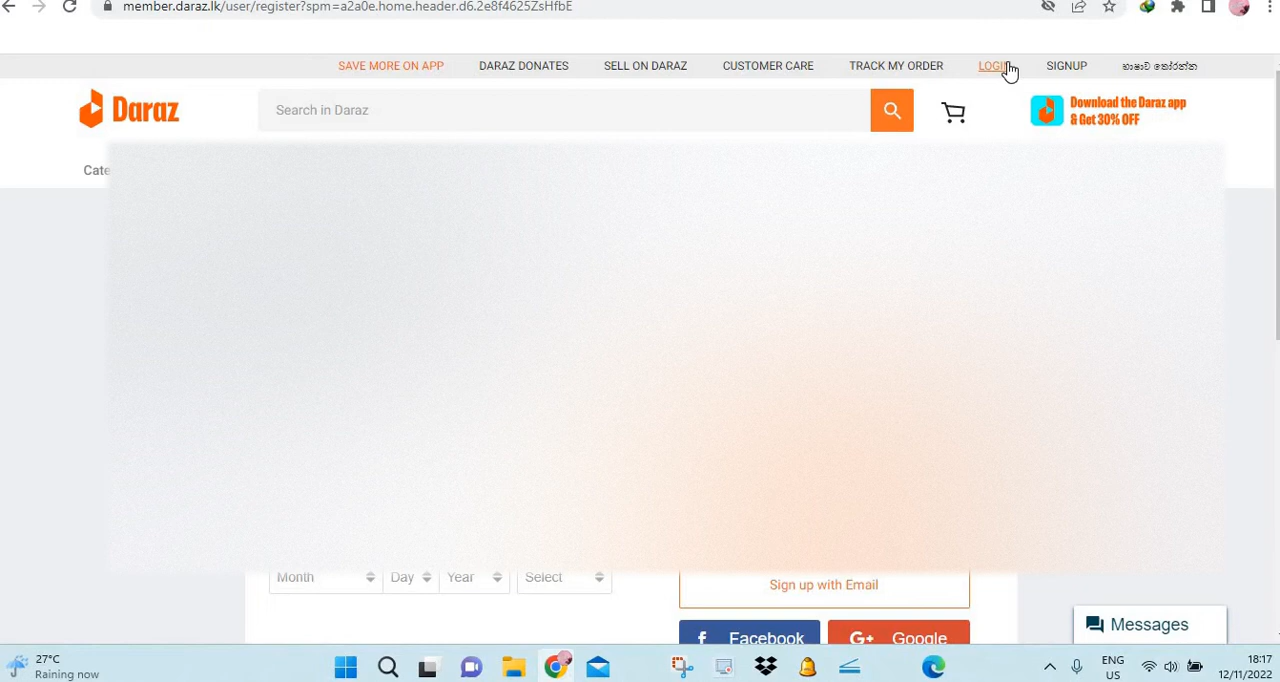 member.daraz.lk/user/register?spm=a2a0e.home.header.d6.2e8f4625ZsHfbE
SAVE MORE ON APP DARAZ DONATES SELL ON DARAZ CUSTOMER CARE TRACK MY ORDER LOGIN SIGNUP භාෂාව තෝරන්න
Daraz
Search in Daraz
Download the Daraz app
& Get 30% OFF
Cate
Month Day Year Select
Sign up with Email
Facebook
G+ Google
Messages
27°C
Raining now
ENG
US
18:17
12/11/2022